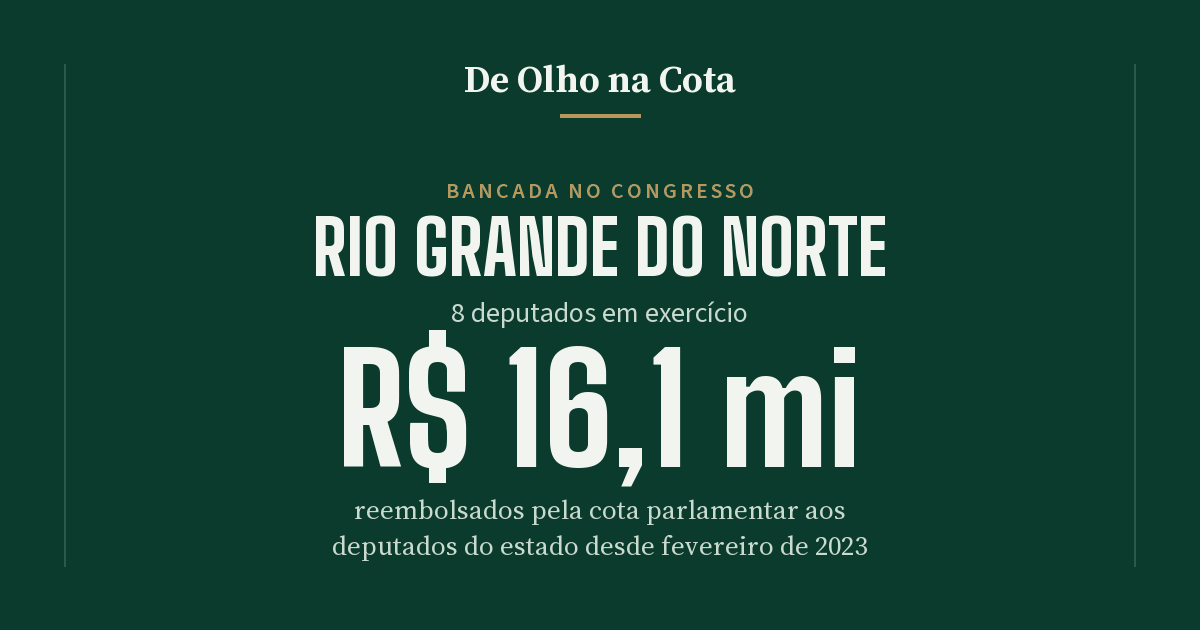 De Olho na Cota
BANCADA NO CONGRESSO
RIO GRANDE DO NORTE
8 deputados em exercício
R$ 16,1 mi
reembolsados pela cota parlamentar aos
deputados do estado desde fevereiro de 2023